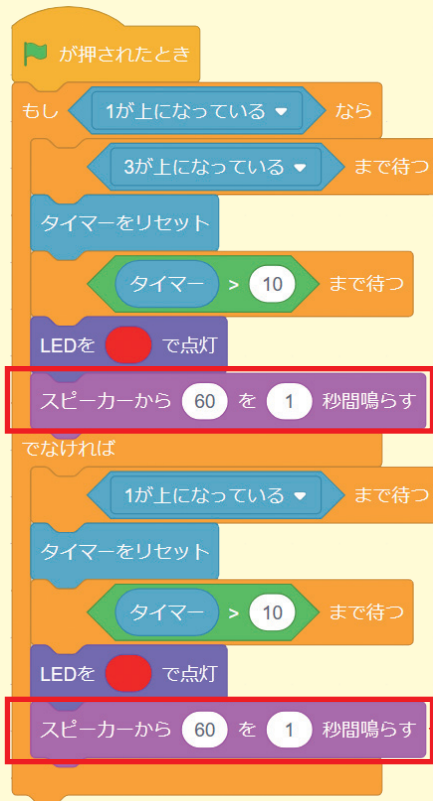 が押されたとき
もし 1が上になっている なら
3が上になっている まで待つ
タイマーをリセット
タイマー > 10 まで待つ
LEDを で点灯
スピーカーから 60 を 1 秒間鳴らす
でなければ
1が上になっている まで待つ
タイマーをリセット
タイマー > 10 まで待つ
LEDを で点灯
スピーカーから 60 を 1 秒間鳴らす